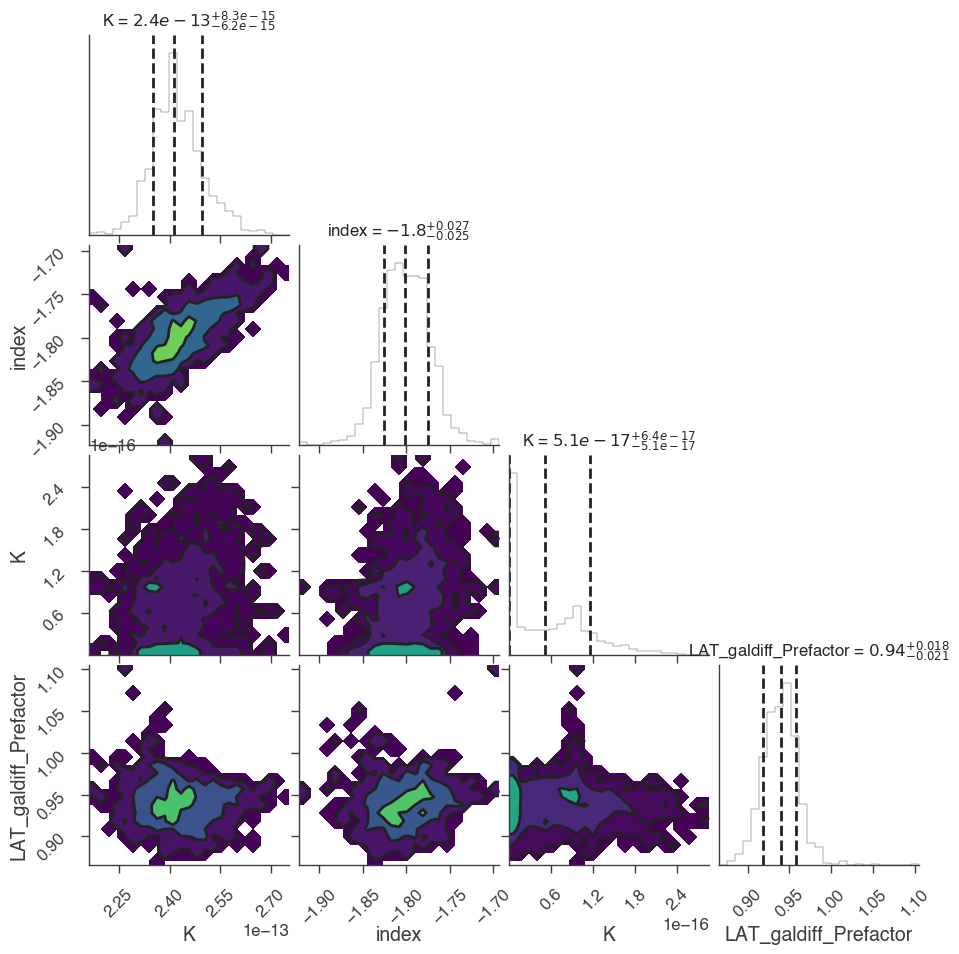 K = 2.4e−13+8.3e−15 −6.2e−15
index = −1.8+0.027 −0.025
−1.70
−1.75
−1.80
−1.85
−1.90
index
1e−16
K = 5.1e−17+6.4e−17 −5.1e−17
2.4
1.8
1.2
0.6
K
LAT_galdiff_Prefactor = 0.94+0.018 −0.021
1.10
1.05
1.00
0.95
0.90
LAT_galdiff_Prefactor
2.25 2.40 2.55 2.70
−1.90 −1.85 −1.80 −1.75 −1.70
0.6 1.2 1.8 2.4
0.90 0.95 1.00 1.05 1.10
1e−13
1e−16
K index K LAT_galdiff_Prefactor